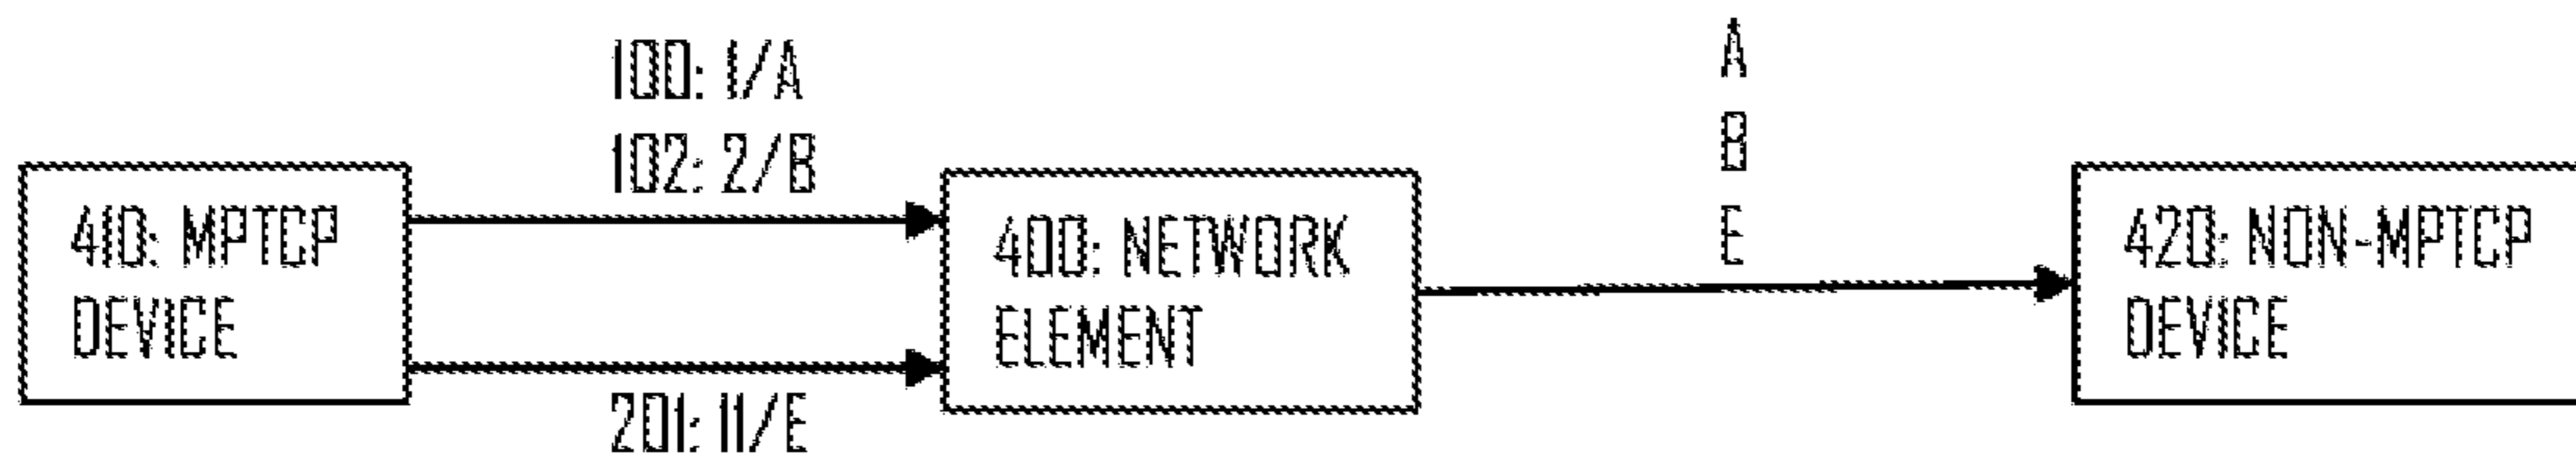 100: 1/A
102: 2/B
410: MPTCP
DEVICE
201: 11/E
400: NETWORK
ELEMENT
A
B
E
420: NON-MPTCP
DEVICE